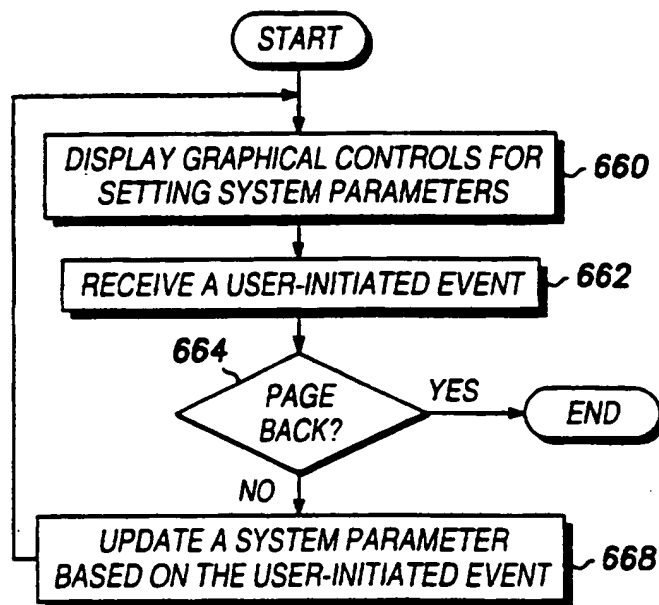 START
DISPLAY GRAPHICAL CONTROLS FOR
SETTING SYSTEM PARAMETERS
660
RECEIVE A USER-INITIATED EVENT
662
664
PAGE
BACK?
YES
END
NO
UPDATE A SYSTEM PARAMETER
BASED ON THE USER-INITIATED EVENT
668